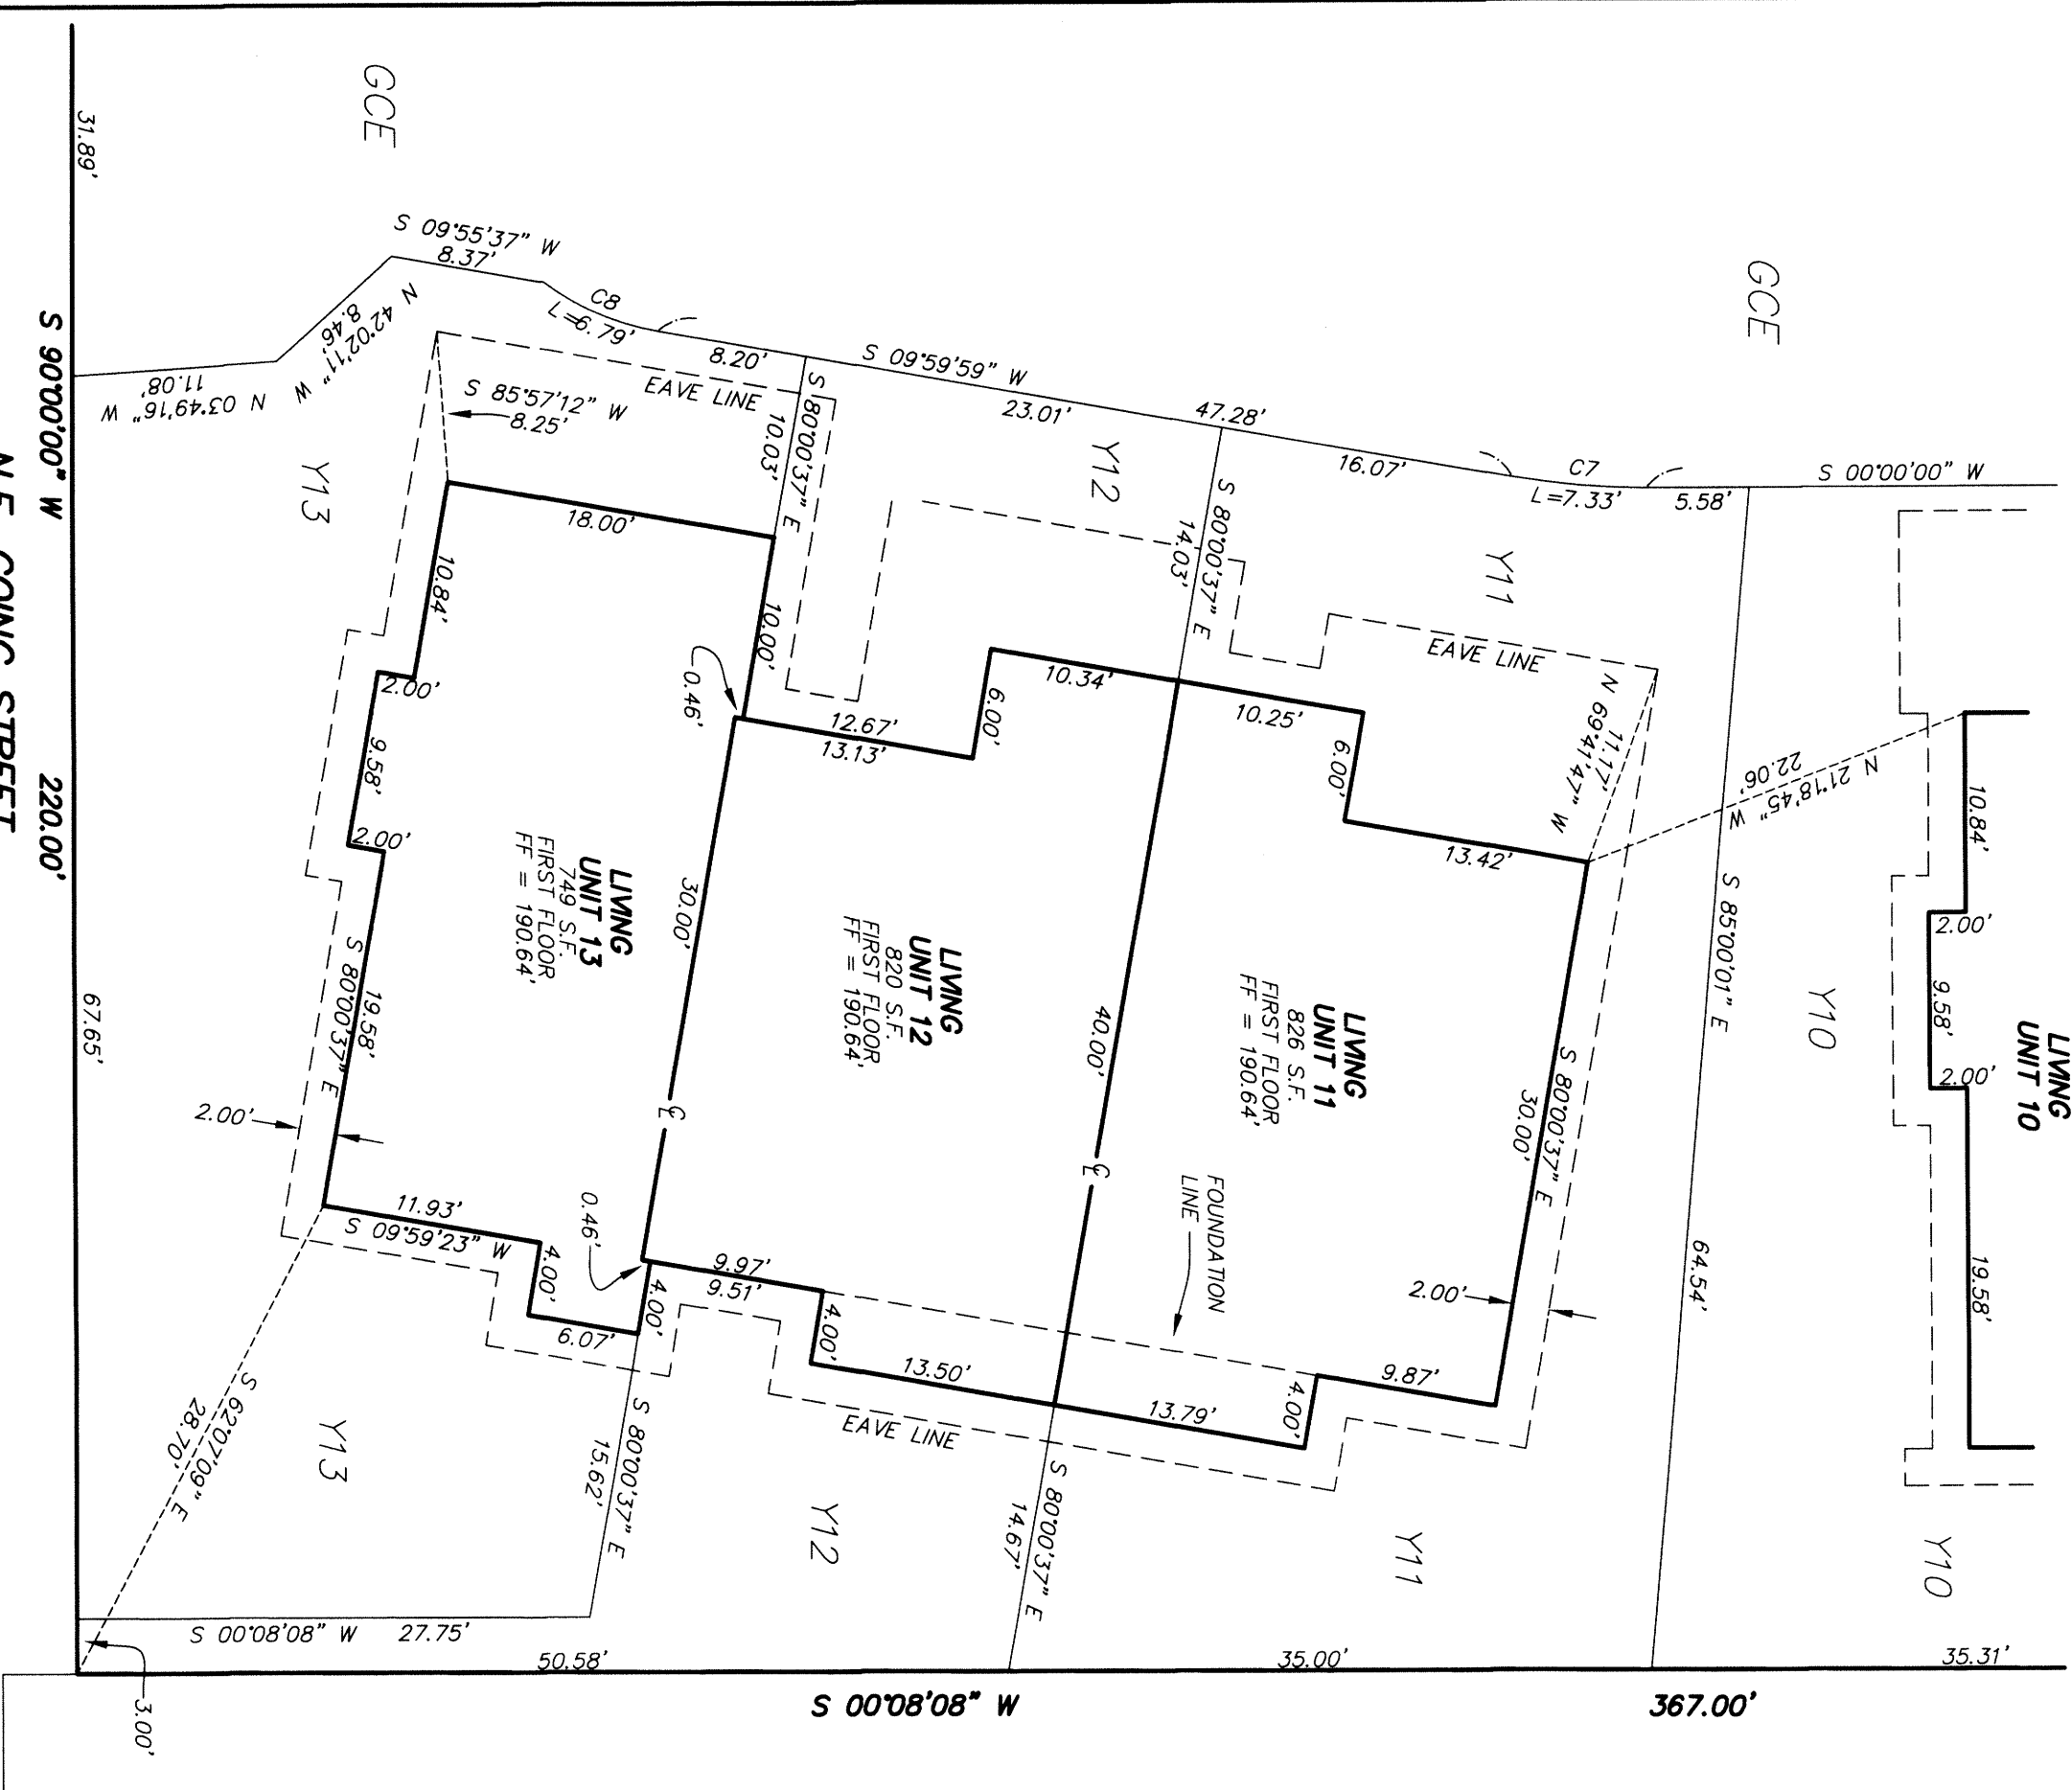 GCE
GCE
31.89'
S 09°55'37" W
8.37'
C8
L=6.79'
N 42°02'11" W
8.46'
N 03°49'16" W
11.08'
8.20'
S 09°59'59" W
23.01'
47.28'
16.07'
C7
L=7.33'
5.58'
S 00°00'00" W
EAVE LINE
S 85°57'12" W
8.25'
S 80°00'37" E
10.03'
Y12
S 80°00'37" E
14.03'
Y11
EAVE LINE
N 69°41'47" W
11.17'
N 21°18'45" W
22.06'
Y13
18.00'
10.84'
2.00'
9.58'
2.00'
10.00'
0.46'
12.67'
13.13'
6.00'
10.34'
10.25'
6.00'
13.42'
10.84'
2.00'
9.58'
2.00'
19.58'
LIVING
UNIT 10
Y10
S 85°00'01" E
64.54'
LIVING
UNIT 13
749 S.F.
FIRST FLOOR
FF = 190.64'
30.00'
LIVING
UNIT 12
820 S.F.
FIRST FLOOR
FF = 190.64'
40.00'
LIVING
UNIT 11
826 S.F.
FIRST FLOOR
FF = 190.64'
S 80°00'37" E
30.00'
2.00'
FOUNDATION
LINE
S 80°00'37" E
19.58'
2.00'
℄
℄
11.93'
S 09°59'23" W
4.00'
6.07'
0.46'
4.00'
9.97'
9.51'
4.00'
13.50'
13.79'
4.00'
9.87'
EAVE LINE
S 62°07'09" E
28.70'
Y13
S 80°00'37" E
15.62'
Y12
S 80°00'37" E
14.67'
Y11
Y10
S 00°08'08" W 27.75'
50.58'
35.00'
35.31'
3.00'
67.65'
S 90°00'00" W 220.00'
S 00°08'08" W 367.00'
N.E. GOING STREET